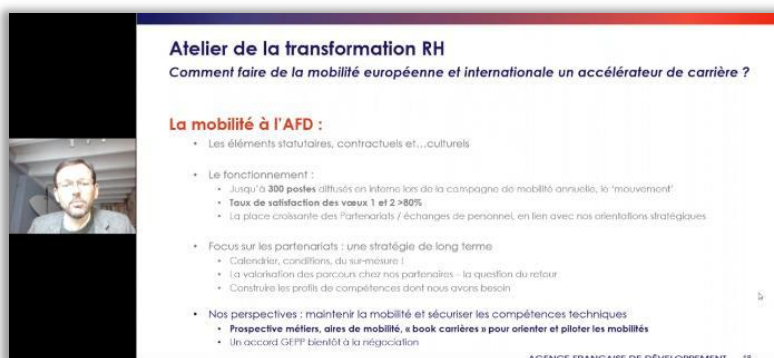 Atelier de la transformation RH
Comment faire de la mobilité européenne et internationale un accélérateur de carrière ?
La mobilité à l'AFD :
• Les éléments statutaires, contractuels et…culturels
• Le fonctionnement :
• Jusqu'à 300 postes diffusés en interne lors de la campagne de mobilité annuelle, le 'mouvement'
• Taux de satisfaction des vœux 1 et 2 >80%
• La place croissante des Partenariats / échanges de personnel, en lien avec nos orientations stratégiques
• Focus sur les partenariats : une stratégie de long terme
• Calendrier, conditions, du sur-mesure !
• La valorisation des parcours chez nos partenaires – la question du retour
• Construire les profils de compétences dont nous avons besoin
• Nos perspectives : maintenir la mobilité et sécuriser les compétences techniques
• Prospective métiers, aires de mobilité, « book carrières » pour orienter et piloter les mobilités
• Un accord GEPP bientôt à la négociation
AGENCE FRANÇAISE DE DÉVELOPPEMENT